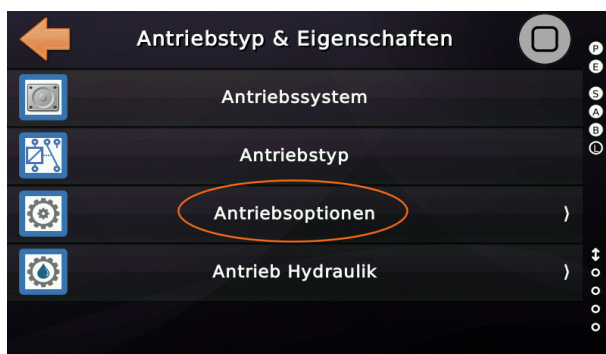 Antriebstyp & Eigenschaften
P
E
Antriebssystem
S
A
B
Antriebstyp
L
Antriebsoptionen
Antrieb Hydraulik